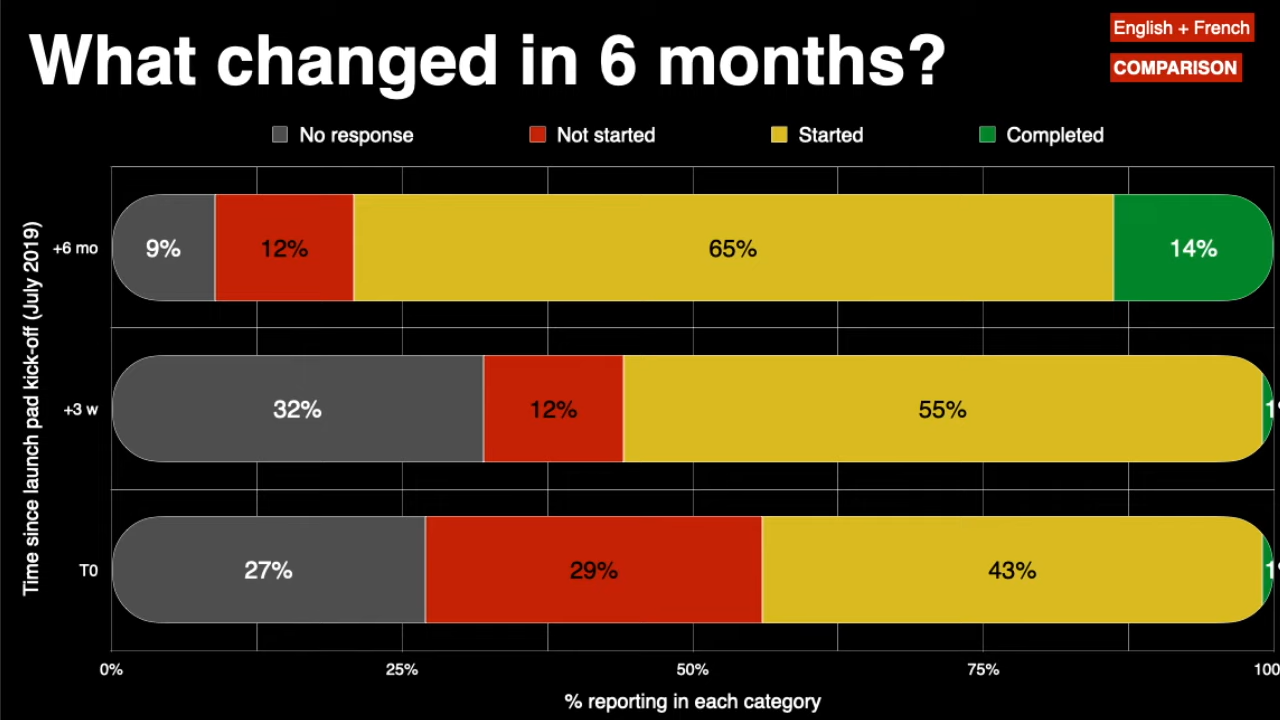 What changed in 6 months?
English + French
COMPARISON
No response
Not started
Started
Completed
Time since launch pad kick-off (July 2019)
+6 mo
9%
12%
65%
14%
+3 w
32%
12%
55%
1
T0
27%
29%
43%
1
0%
25%
50%
75%
100
% reporting in each category